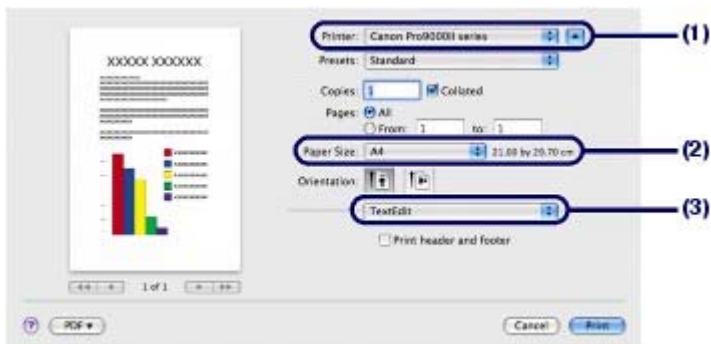 Printer: Canon Pro9000II series (1)
XXXXX XXXXXX
Presets: Standard
Copies: 1 Collated
Pages: All
From: 1 to: 1
Paper Size: A4 21.00 by 29.70 cm (2)
Orientation:
TextEdit (3)
Print header and footer
1 of 1
? PDF Cancel Print